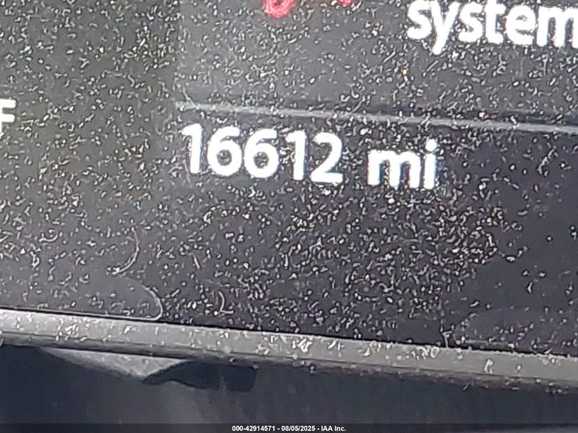 system
F
16612 mi
000-42914571 - 08/05/2025 - IAA Inc.